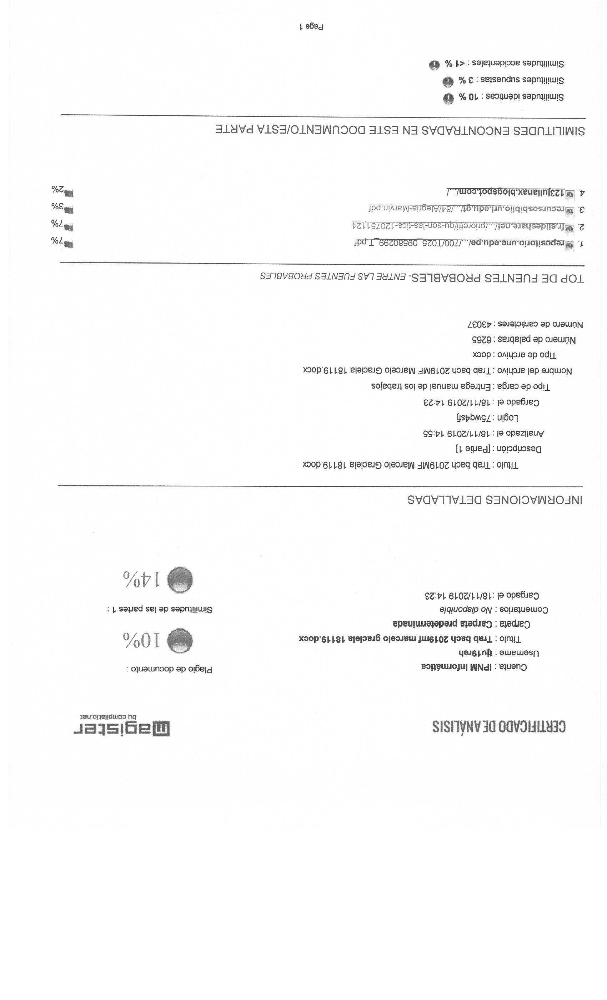 CERTIFICADO DE ANÁLISIS
magister
by compilatio.net
Cuenta : IPNM Informática
Username : tju19reh
Título : Trab bach 2019mf marcelo graciela 18119.docx
Carpeta : Carpeta predeterminada
Comentarios : No disponible
Cargado el :18/11/2019 14:23
Plagio de documento :
10%
Similitudes de las partes 1 :
14%
INFORMACIONES DETALLADAS
Título : Trab bach 2019MF Marcelo Graciela 18119.docx
Descripción : [Partie 1]
Analizado el : 18/11/2019 14:55
Login : 75wq4sfj
Cargado el : 18/11/2019 14:23
Tipo de carga : Entrega manual de los trabajos
Nombre del archivo : Trab bach 2019MF Marcelo Graciela 18119.docx
Tipo de archivo : docx
Número de palabras : 6265
Número de carácteres : 43037
TOP DE FUENTES PROBABLES- ENTRE LAS FUENTES PROBABLES
1. repositorio.une.edu.pe/.../700/T025_09580299_T.pdf 7%
2. fr.slideshare.net/.../prioretti/qu-son-las-tics-12075112​4 7%
3. recursosbiblio.url.edu.gt/.../84/Alegria-Marvin.pdf 3%
4. 123julianax.blogspot.com/.../ 2%
SIMILITUDES ENCONTRADAS EN ESTE DOCUMENTO/ESTA PARTE
Similitudes idénticas : 10 %
Similitudes supuestas : 3 %
Similitudes accidentales : <1 %
Page 1